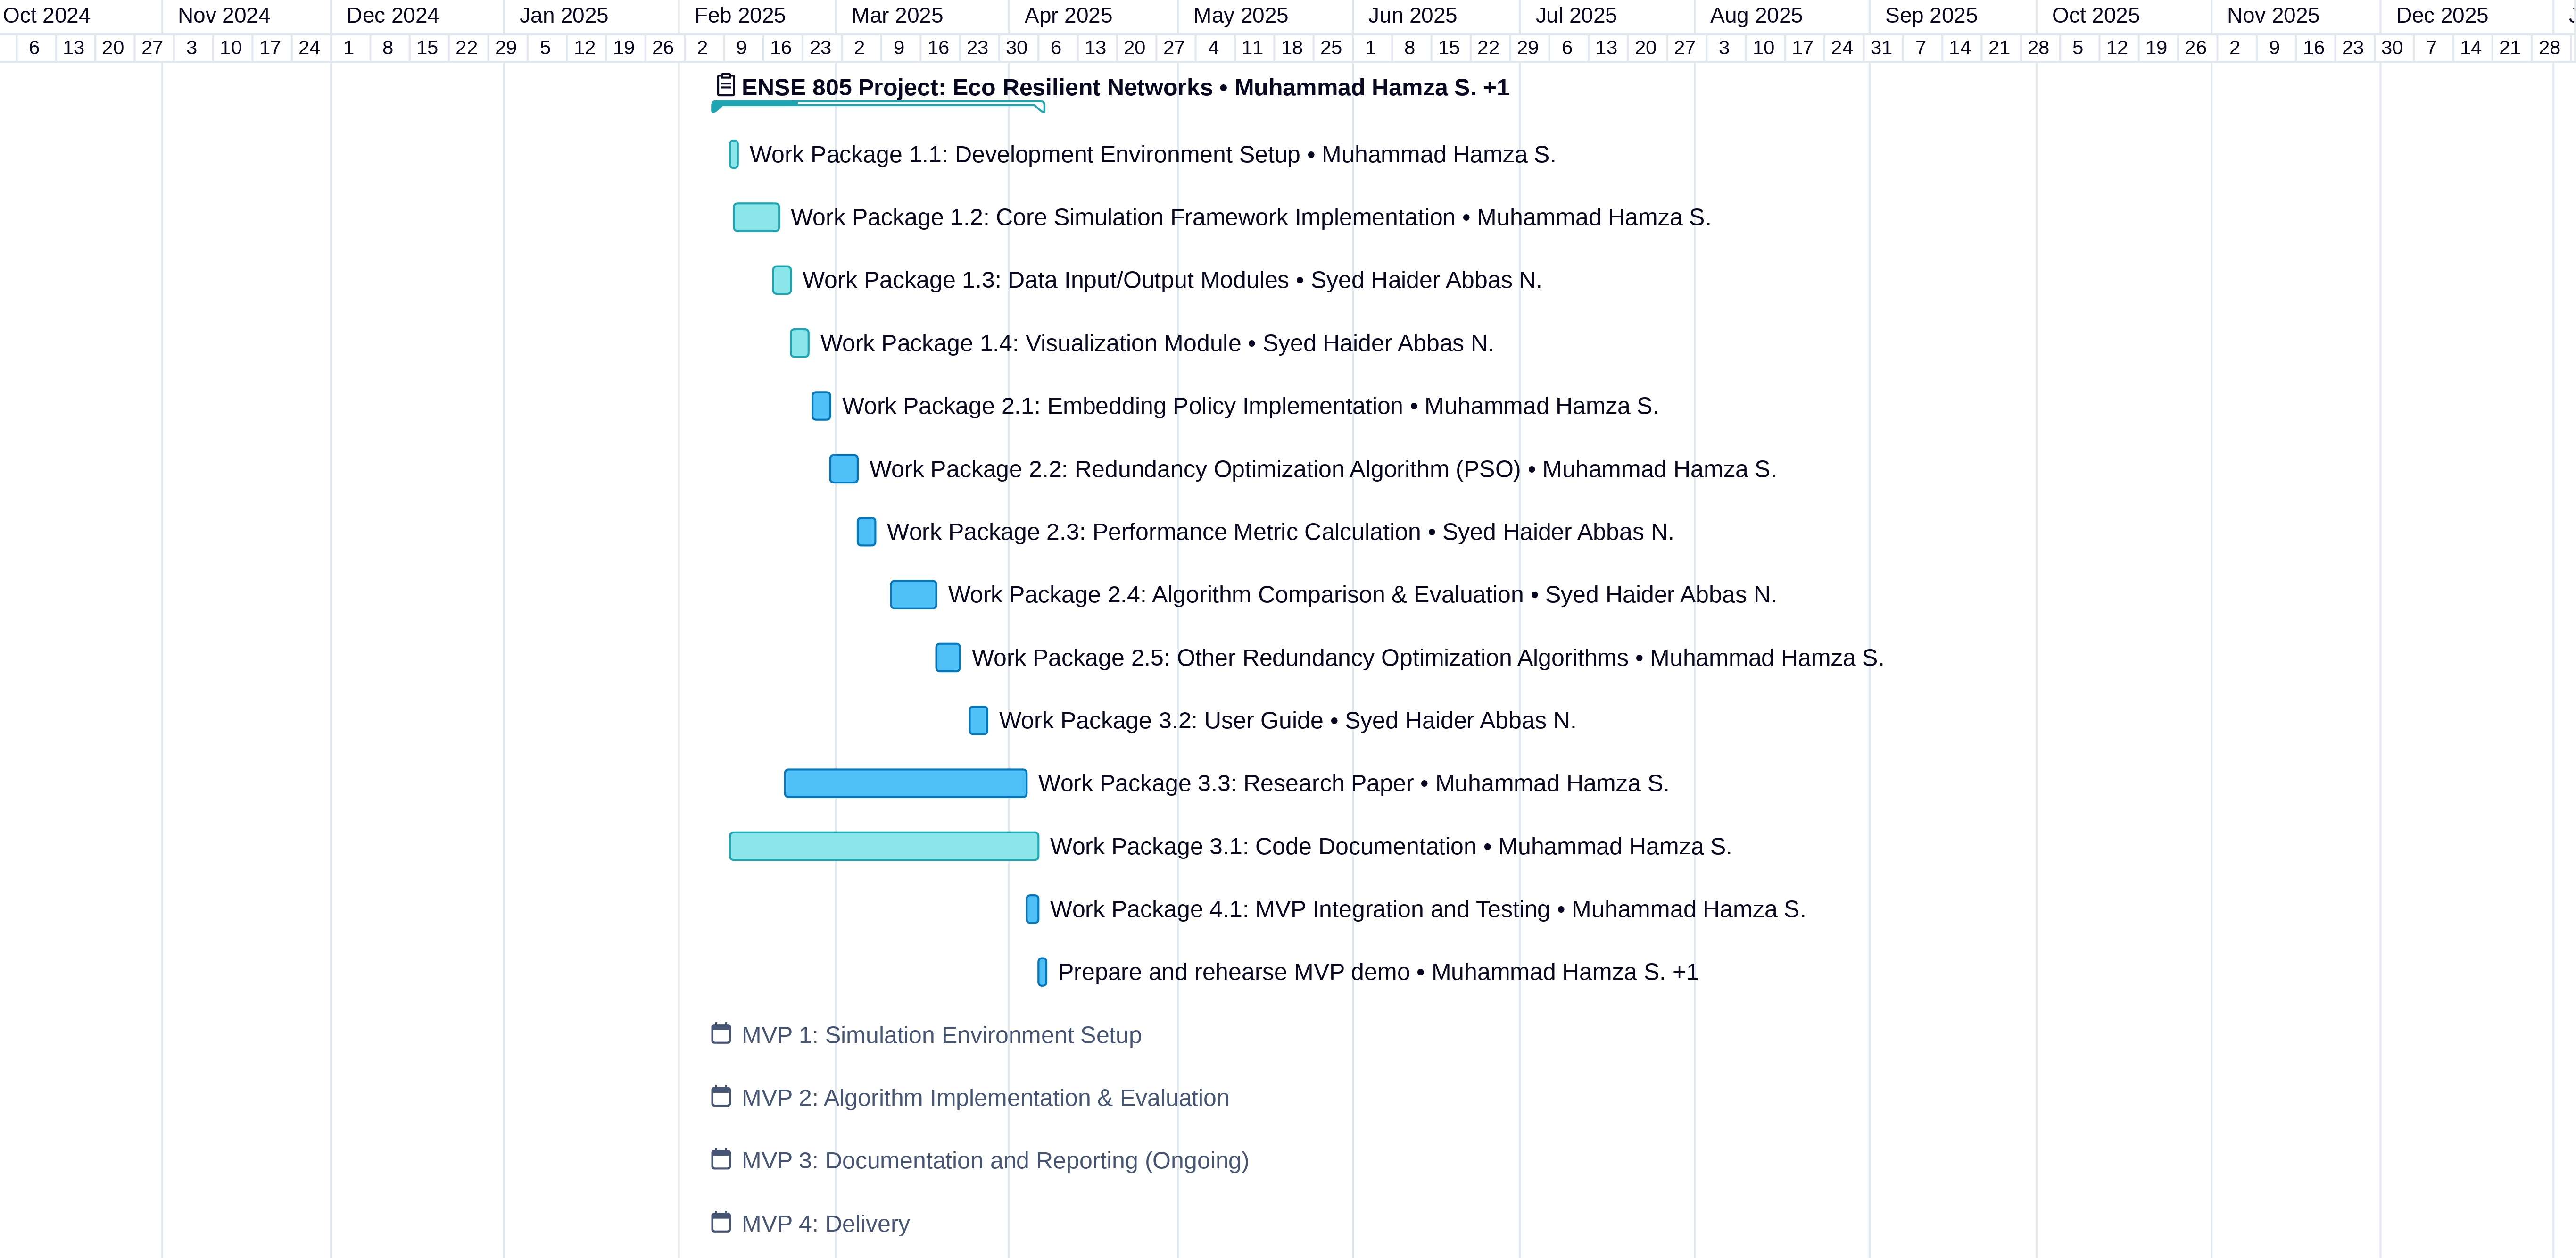 Oct 2024 Nov 2024 Dec 2024 Jan 2025 Feb 2025 Mar 2025 Apr 2025 May 2025 Jun 2025 Jul 2025 Aug 2025 Sep 2025 Oct 2025 Nov 2025 Dec 2025
6 13 20 27 3 10 17 24 1 8 15 22 29 5 12 19 26 2 9 16 23 2 9 16 23 30 6 13 20 27 4 11 18 25 1 8 15 22 29 6 13 20 27 3 10 17 24 31 7 14 21 28 5 12 19 26 2 9 16 23 30 7 14 21 28
ENSE 805 Project: Eco Resilient Networks • Muhammad Hamza S. +1
Work Package 1.1: Development Environment Setup • Muhammad Hamza S.
Work Package 1.2: Core Simulation Framework Implementation • Muhammad Hamza S.
Work Package 1.3: Data Input/Output Modules • Syed Haider Abbas N.
Work Package 1.4: Visualization Module • Syed Haider Abbas N.
Work Package 2.1: Embedding Policy Implementation • Muhammad Hamza S.
Work Package 2.2: Redundancy Optimization Algorithm (PSO) • Muhammad Hamza S.
Work Package 2.3: Performance Metric Calculation • Syed Haider Abbas N.
Work Package 2.4: Algorithm Comparison & Evaluation • Syed Haider Abbas N.
Work Package 2.5: Other Redundancy Optimization Algorithms • Muhammad Hamza S.
Work Package 3.2: User Guide • Syed Haider Abbas N.
Work Package 3.3: Research Paper • Muhammad Hamza S.
Work Package 3.1: Code Documentation • Muhammad Hamza S.
Work Package 4.1: MVP Integration and Testing • Muhammad Hamza S.
Prepare and rehearse MVP demo • Muhammad Hamza S. +1
MVP 1: Simulation Environment Setup
MVP 2: Algorithm Implementation & Evaluation
MVP 3: Documentation and Reporting (Ongoing)
MVP 4: Delivery